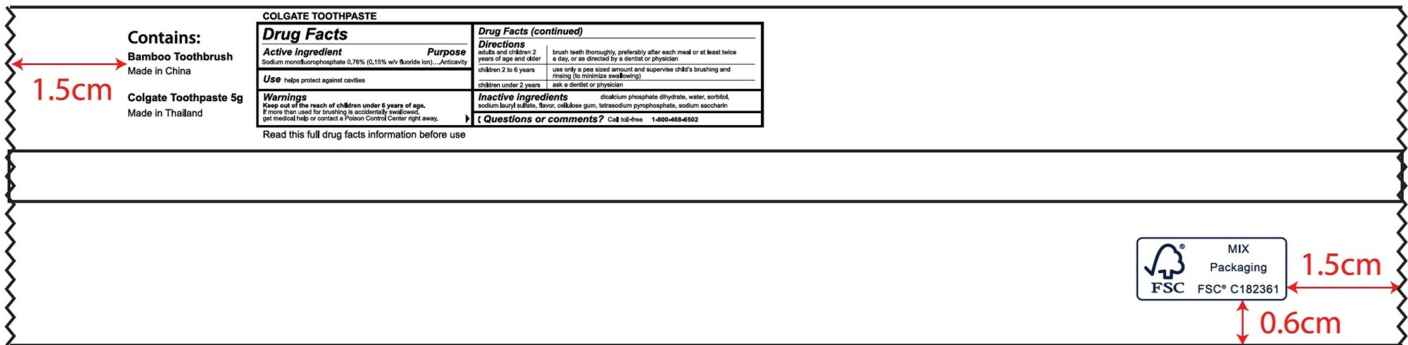 COLGATE TOOTHPASTE
Contains:
Bamboo Toothbrush
Made in China
Colgate Toothpaste 5g
Made in Thailand
1.5cm
Drug Facts
Active ingredient Purpose
Sodium monofluorophosphate 0,76% (0,15% w/v fluoride ion)...,Anticavity
Use helps protect against cavities
Warnings
Keep out of the reach of children under 6 years of age.
If more than used for brushing is accidentally swallowed,
get medical help or contact a Poison Control Center right away.
Read this full drug facts information before use
Drug Facts (continued)
Directions
adults and children 2 years of age and older
brush teeth thoroughly, preferably after each meal or at least twice
a day, or as directed by a dentist or physician
children 2 to 6 years
use only a pea sized amount and supervise child's brushing and
rinsing (to minimize swallowing)
children under 2 years
ask a dentist or physician
Inactive ingredients dicalcium phosphate dihydrate, water, sorbitol,
sodium lauryl sulfate, flavor, cellulose gum, tetrasodium pyrophosphate, sodium saccharin
Questions or comments? Call toll-free 1-800-468-6502
FSC®
MIX
Packaging
FSC® C182361
1.5cm
0.6cm